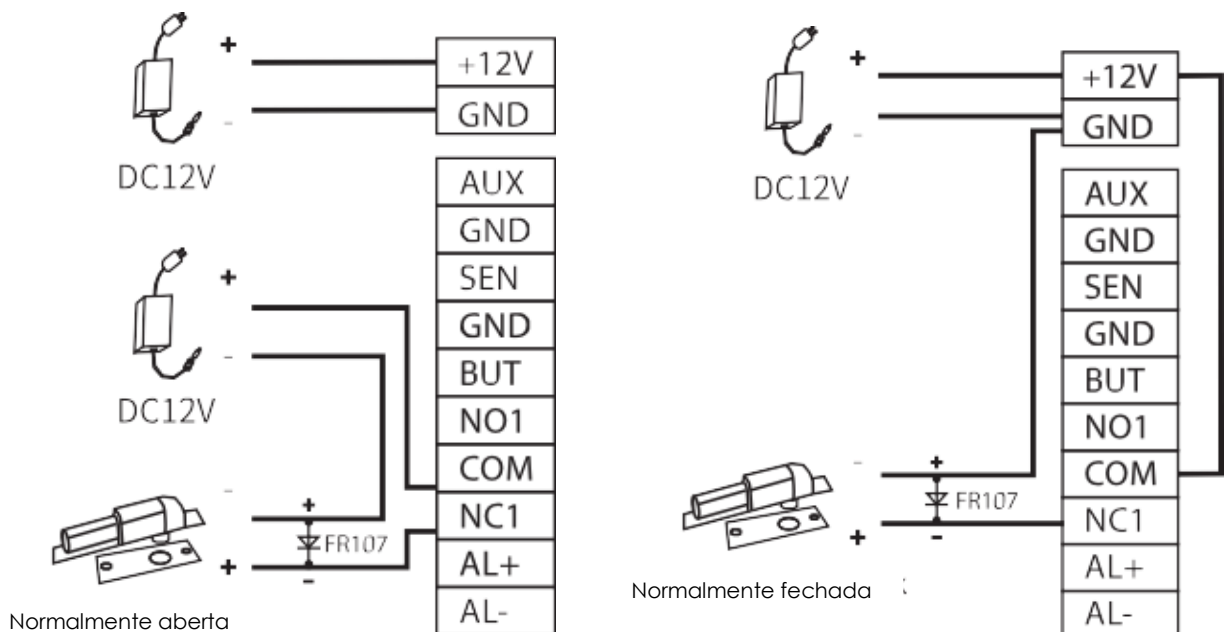 +
-
DC12V
+12V
GND
AUX
GND
SEN
GND
BUT
NO1
COM
NC1
AL+
AL-
+
-
DC12V
-
+
+
FR107
-
Normalmente aberta
+
-
DC12V
+12V
GND
AUX
GND
SEN
GND
BUT
NO1
COM
NC1
AL+
AL-
-
+
+
FR107
-
Normalmente fechada